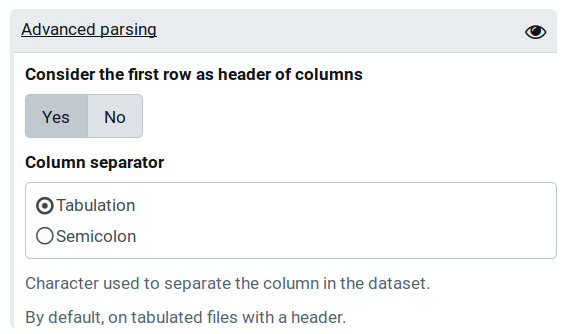 Advanced parsing
Consider the first row as header of columns
Yes No
Column separator
Tabulation
Semicolon
Character used to separate the column in the dataset.
By default, on tabulated files with a header.